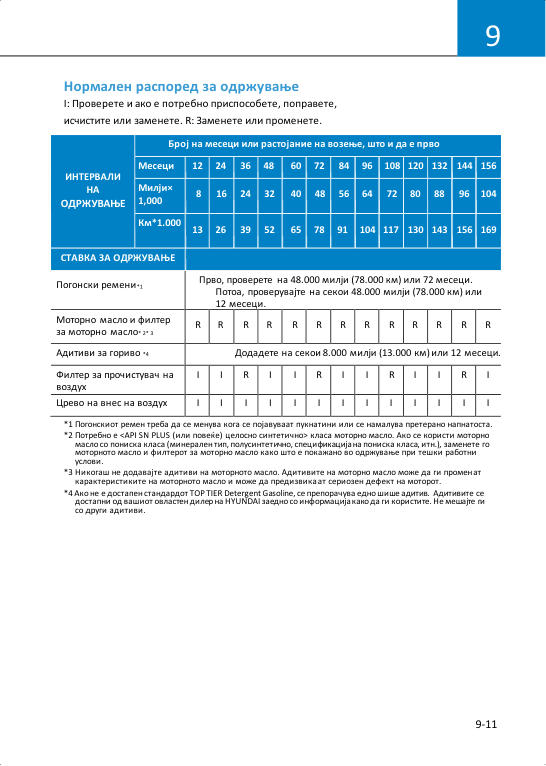 9
Нормален распоред за одржување
I: Проверете и ако е потребно приспособете, поправете,
исчистите или заменете. R: Заменете или променете.
ИНТЕРВАЛИ НА ОДРЖУВАЊЕ Број на месеци или растојание на возење, што и да е прво
Месеци 12 24 36 48 60 72 84 96 108 120 132 144 156
Милји× 1,000 8 16 24 32 40 48 56 64 72 80 88 96 104
Км*1.000 13 26 39 52 65 78 91 104 117 130 143 156 169
СТАВКА ЗА ОДРЖУВАЊЕ
Погонски ремени*1
Прво, проверете на 48.000 милји (78.000 км) или 72 месеци.
Потоа, проверувајте на секои 48.000 милји (78.000 км) или
12 месеци.
Моторно масло и филтер
за моторно масло* 2* 3 R R R R R R R R R R R R R
Адитиви за гориво *4 Додадете на секои 8.000 милји (13.000 км) или 12 месеци.
Филтер за прочистувач на
воздух I I R I I R I I R I I R I
Црево на внес на воздух I I I I I I I I I I I I I
*1 Погонскиот ремен треба да се менува кога се појавуваат пукнатини или се намалува претерано напнатоста.
*2 Потребно е <API SN PLUS (или повеќе) целосно синтетично> класа моторно масло. Ако се користи моторно
масло со пониска класа (минерален тип, полусинтетично, спецификација на пониска класа, итн.), заменете го
моторното масло и филтерот за моторно масло како што е покажано во одржување при тешки работни
услови.
*3 Никогаш не додавајте адитиви на моторното масло. Адитивите на моторно масло може да ги променат
карактеристиките на моторното масло и може да предизвикаат сериозен дефект на моторот.
*4 Ако не е достапен стандардот TOP TIER Detergent Gasoline, се препорачува едно шише адитив. Адитивите се
достапни од вашиот овластен дилер на HYUNDAI заедно со информација како да ги користите. Не мешајте ги
со други адитиви.
9-11